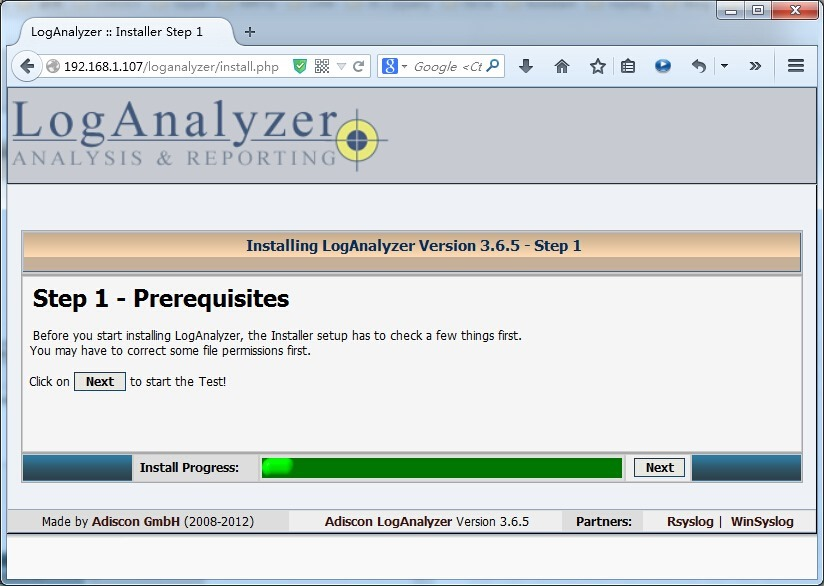 LogAnalyzer :: Installer Step 1
192.168.1.107/loganalyzer/install.php
Google <Ct
LogAnalyzer
ANALYSIS & REPORTING
Installing LogAnalyzer Version 3.6.5 - Step 1
Step 1 - Prerequisites
Before you start installing LogAnalyzer, the Installer setup has to check a few things first.
You may have to correct some file permissions first.
Click on Next to start the Test!
Install Progress: Next
Made by Adiscon GmbH (2008-2012) Adiscon LogAnalyzer Version 3.6.5 Partners: Rsyslog | WinSyslog